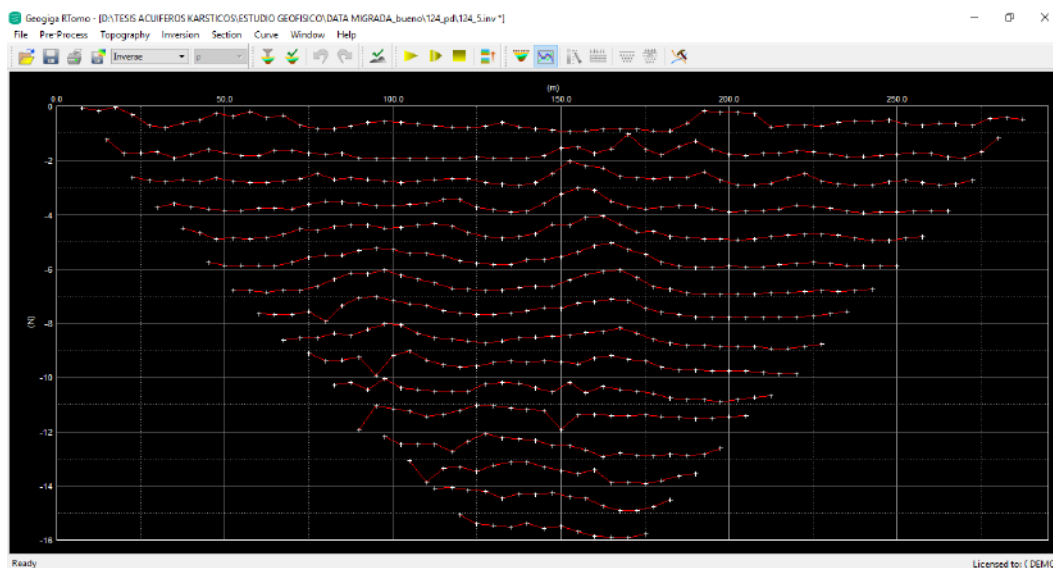 Geogiga RTomo - [D:\TESIS ACUIFEROS KARSTICOS\ESTUDIO GEOFISICO\DATA MIGRADA_bueno\124_pdl\124_5.inv *]
File Pre-Process Topography Inversion Section Curve Window Help
Inverse ρ
(m)
0.0 50.0 100.0 150.0 200.0 250.0
0
-2
-4
-6
(N)
-8
-10
-12
-14
-16
Ready Licensed to: ( DEMO